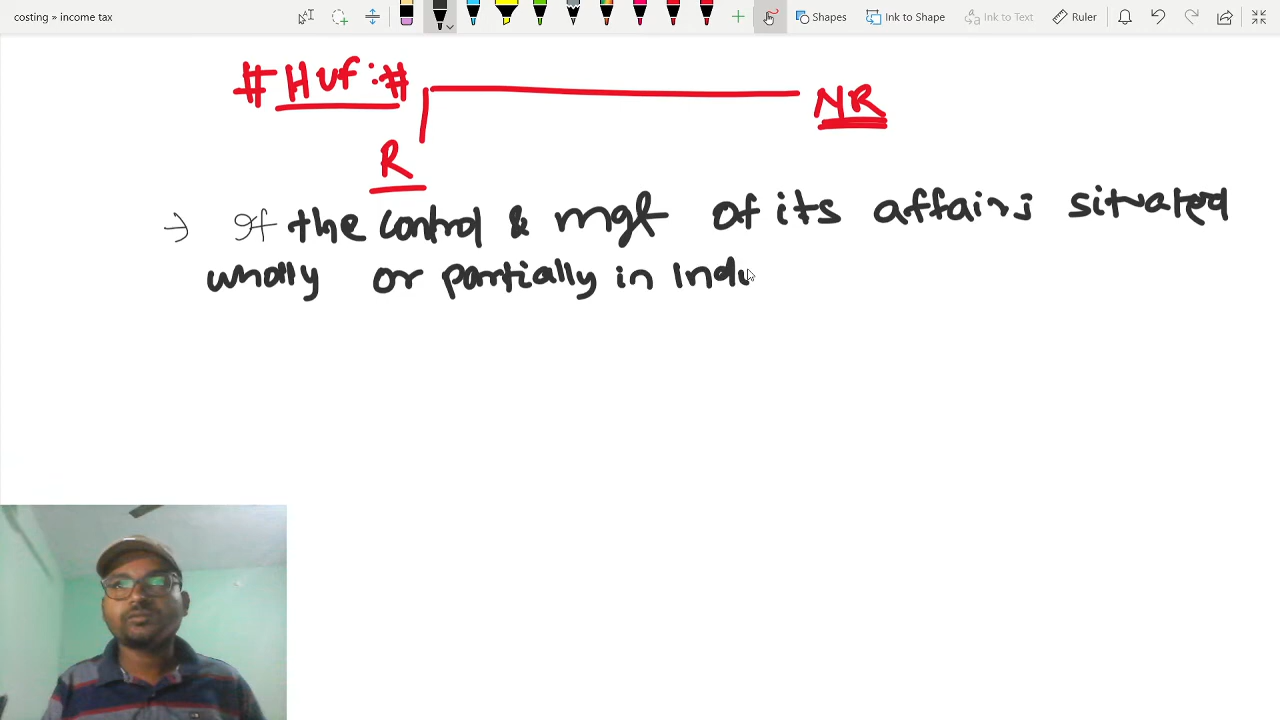 costing » income tax
Shapes Ink to Shape Ink to Text Ruler
# Huf :#
NR
R
→ If the control & mgt of its affairs situated
wholly or partially in Indi